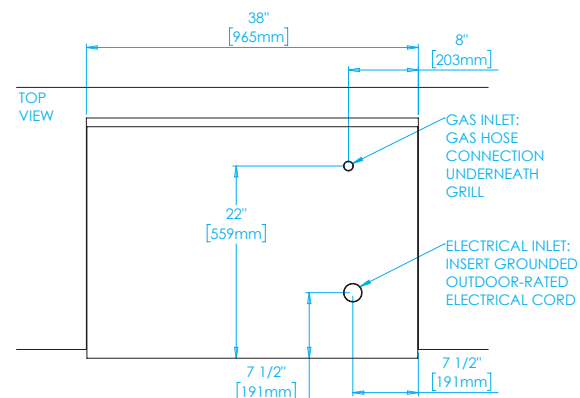 38"
[965mm]
8"
[203mm]
TOP
VIEW
GAS INLET:
GAS HOSE
CONNECTION
UNDERNEATH
GRILL
22"
[559mm]
ELECTRICAL INLET:
INSERT GROUNDED
OUTDOOR-RATED
ELECTRICAL CORD
7 1/2"
[191mm]
7 1/2"
[191mm]